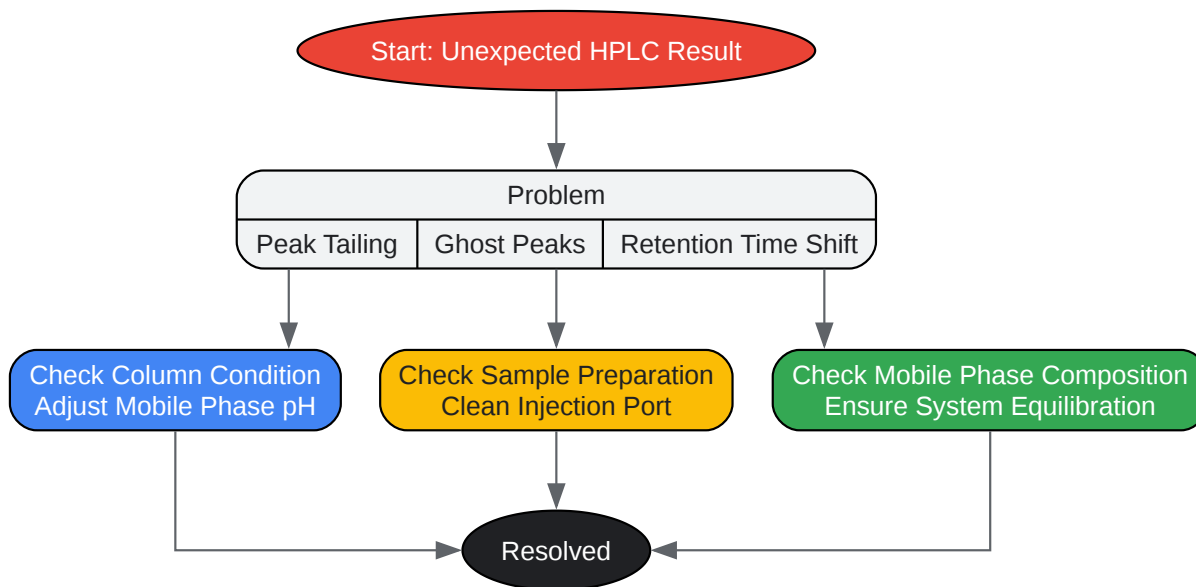 Start: Unexpected HPLC Result
Problem
Peak Tailing
Ghost Peaks
Retention Time Shift
Check Column Condition
Adjust Mobile Phase pH
Check Sample Preparation
Clean Injection Port
Check Mobile Phase Composition
Ensure System Equilibration
Resolved